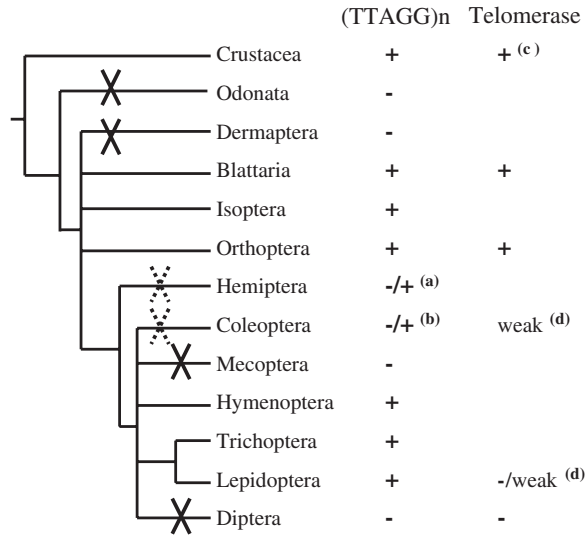 (TTAGG)n Telomerase
Crustacea + + (c )
Odonata -
Dermaptera -
Blattaria + +
Isoptera +
Orthoptera + +
Hemiptera -/+ (a)
Coleoptera -/+ (b) weak (d)
Mecoptera -
Hymenoptera +
Trichoptera +
Lepidoptera + -/weak (d)
Diptera - -